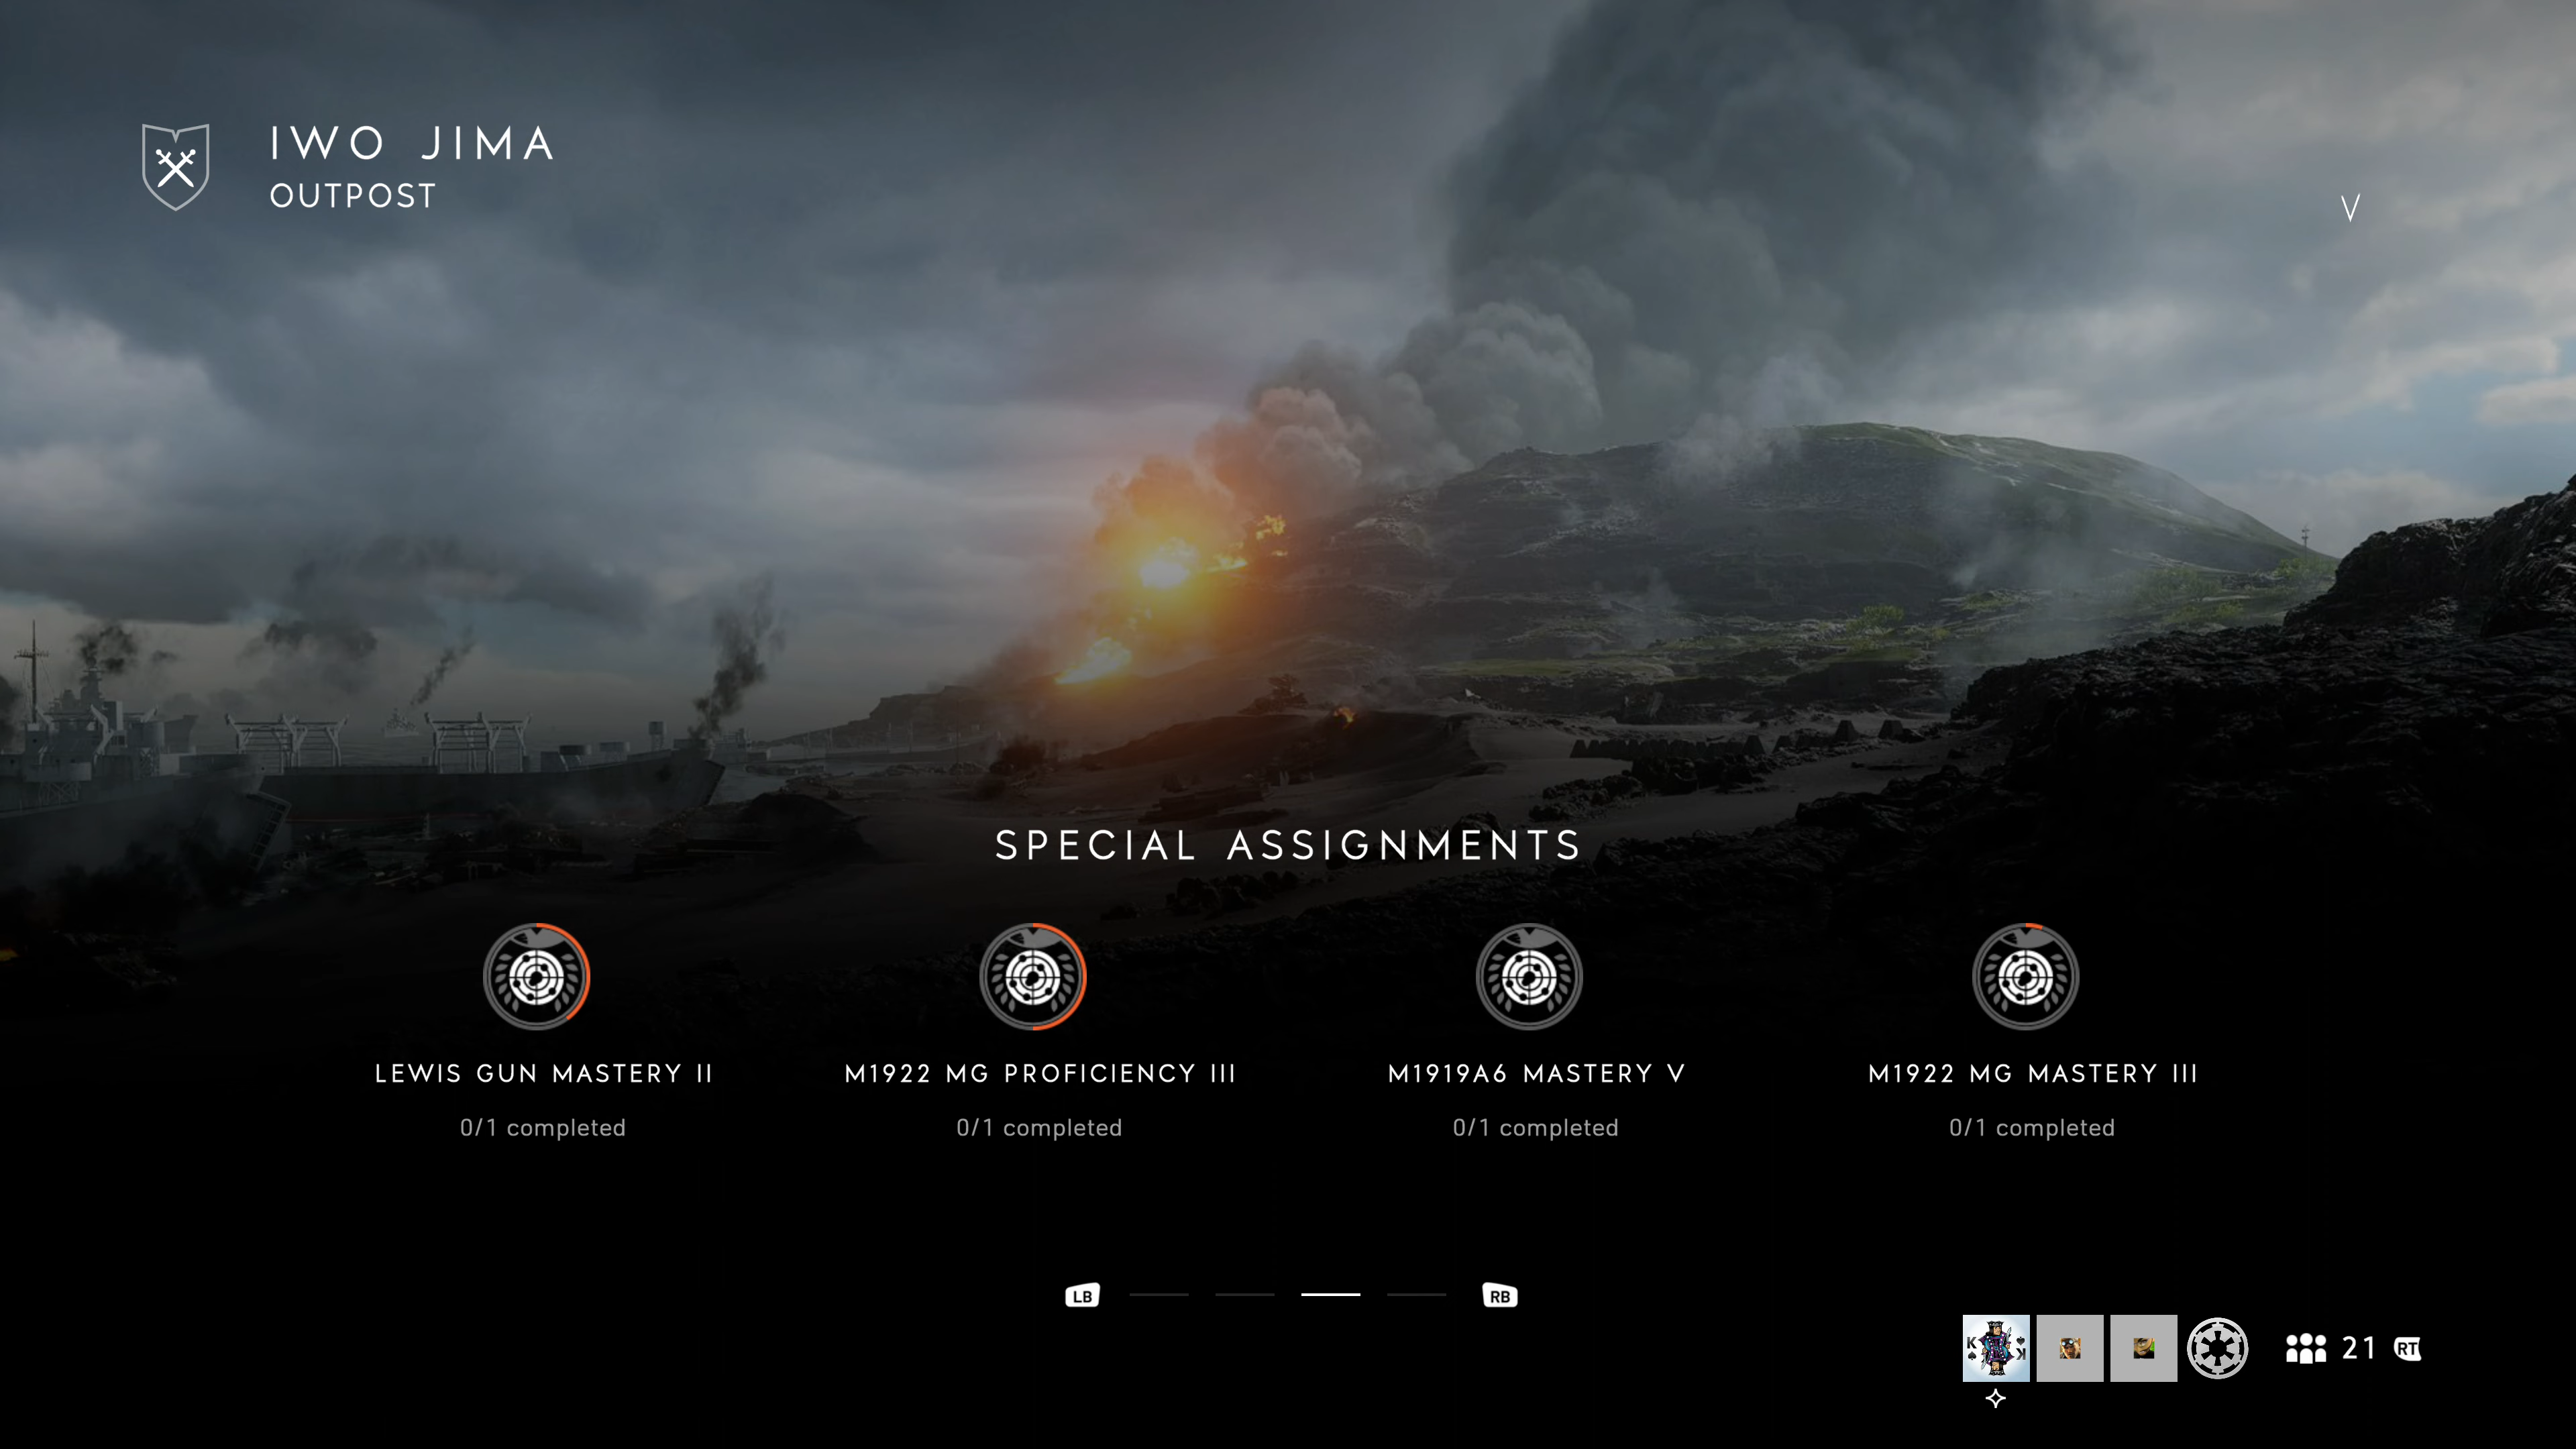 IWO JIMA
OUTPOST
V
SPECIAL ASSIGNMENTS
LEWIS GUN MASTERY II
0/1 completed
M1922 MG PROFICIENCY III
0/1 completed
M1919A6 MASTERY V
0/1 completed
M1922 MG MASTERY III
0/1 completed
LB
RB
K
K
21
RT